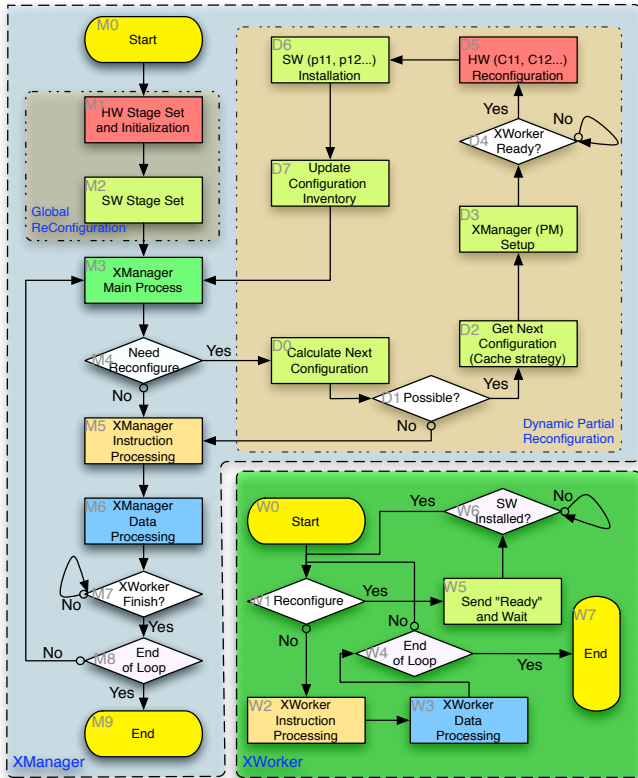 M0
Start
M1
HW Stage Set
and Initialization
M2
SW Stage Set
Global
ReConfiguration
M3
XManager
Main Process
M4
Need
Reconfigure
Yes
No
M5
XManager
Instruction
Processing
M6
XManager
Data
Processing
M7
XWorker
Finish?
No
Yes
M8
End
of Loop
No
Yes
M9
End
XManager
D6
SW (p11, p12...)
Installation
D5
HW (C11, C12...)
Reconfiguration
Yes
No
D4
XWorker
Ready?
D7
Update
Configuration
Inventory
D3
XManager (PM)
Setup
D0
Calculate Next
Configuration
D2
Get Next
Configuration
(Cache strategy)
D1
Possible?
Yes
No
Dynamic Partial
Reconfiguration
W0
Start
Yes
W6
SW
Installed?
No
W1
Reconfigure
Yes
No
W5
Send "Ready"
and Wait
W7
End
W4
End
of Loop
No
Yes
W2
XWorker
Instruction
Processing
W3
XWorker
Data
Processing
XWorker